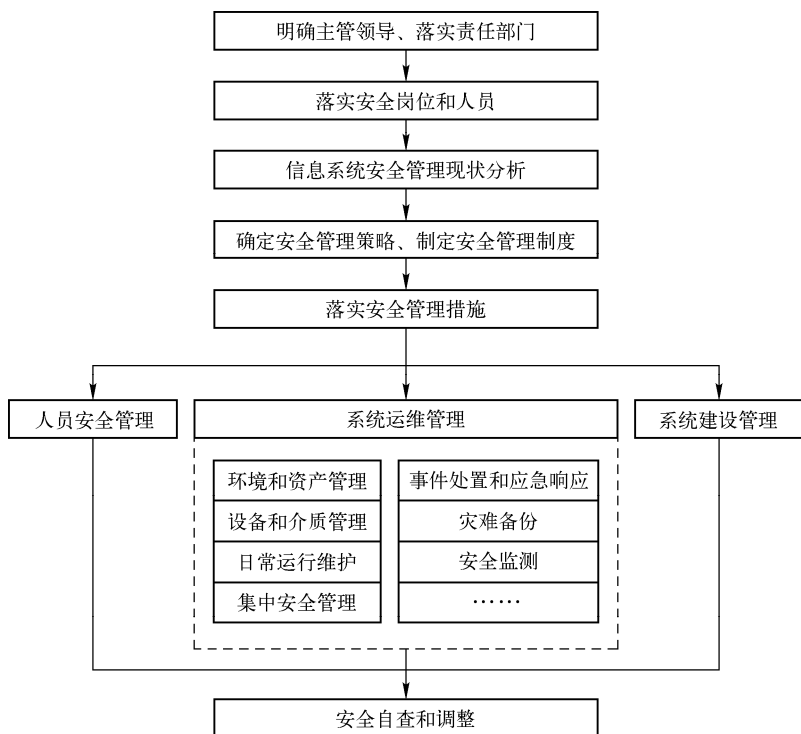 明确主管领导、落实责任部门
落实安全岗位和人员
信息系统安全管理现状分析
确定安全管理策略、制定安全管理制度
落实安全管理措施
人员安全管理
系统运维管理
系统建设管理
环境和资产管理
事件处置和应急响应
设备和介质管理
灾难备份
日常运行维护
安全监测
集中安全管理
……
安全自查和调整